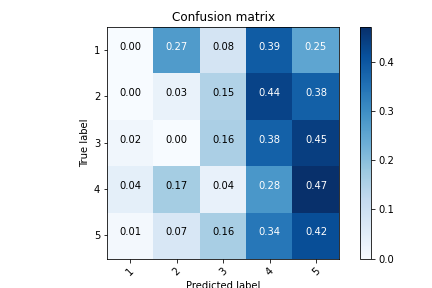 Confusion matrix
1 0.00 0.27 0.08 0.39 0.25
2 0.00 0.03 0.15 0.44 0.38
3 0.02 0.00 0.16 0.38 0.45
4 0.04 0.17 0.04 0.28 0.47
5 0.01 0.07 0.16 0.34 0.42
1 2 3 4 5
True label
Predicted label
0.4
0.3
0.2
0.1
0.0